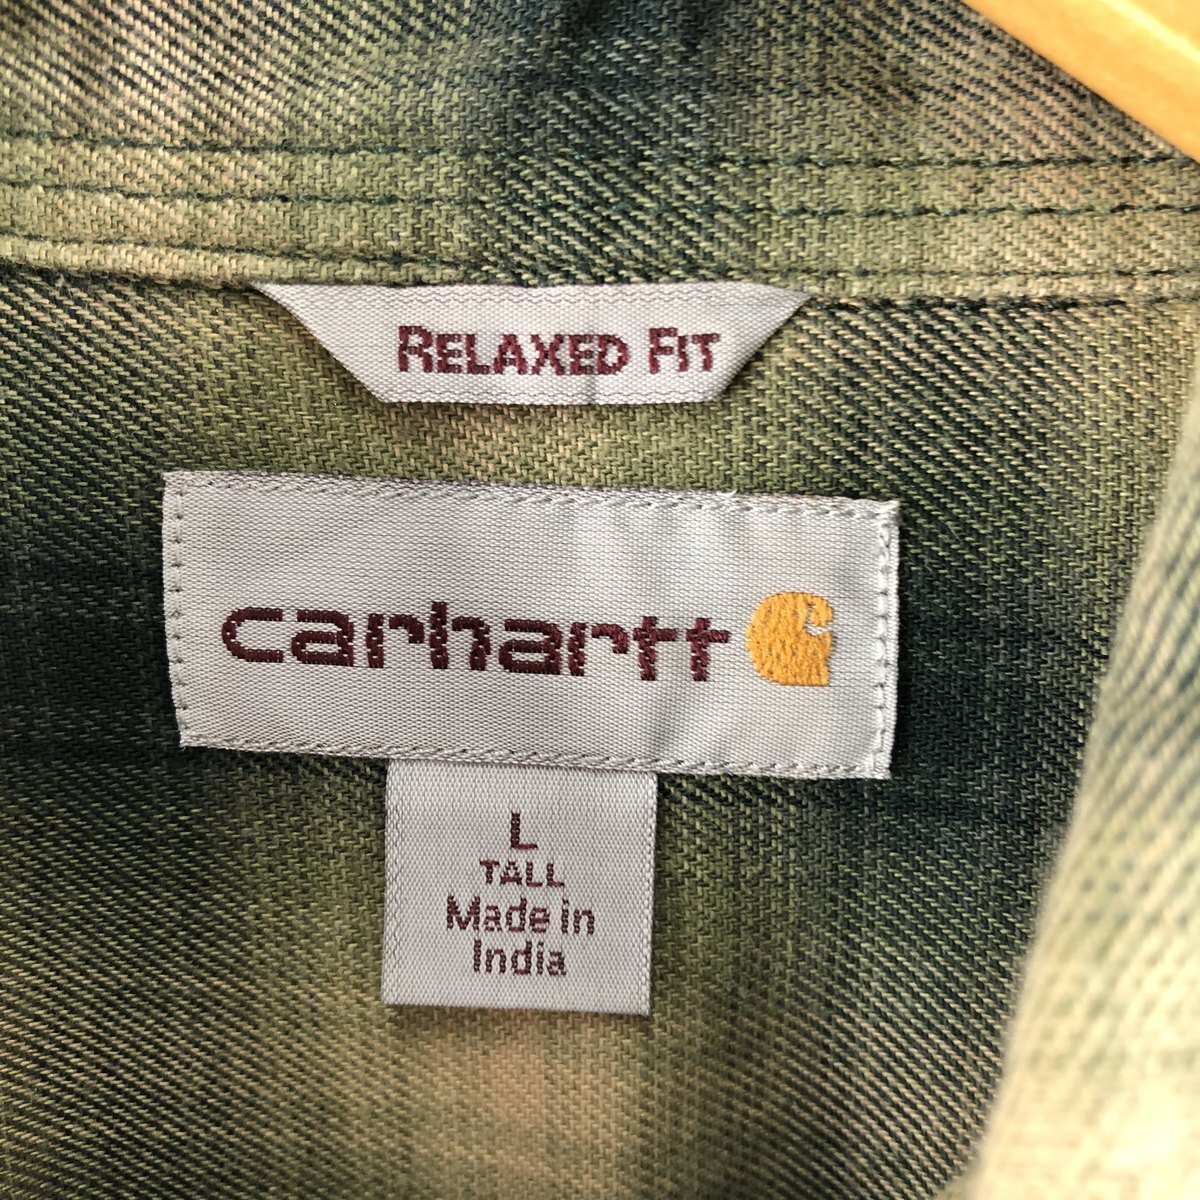 RELAXED FIT
carhartt
L
TALL
Made in
India